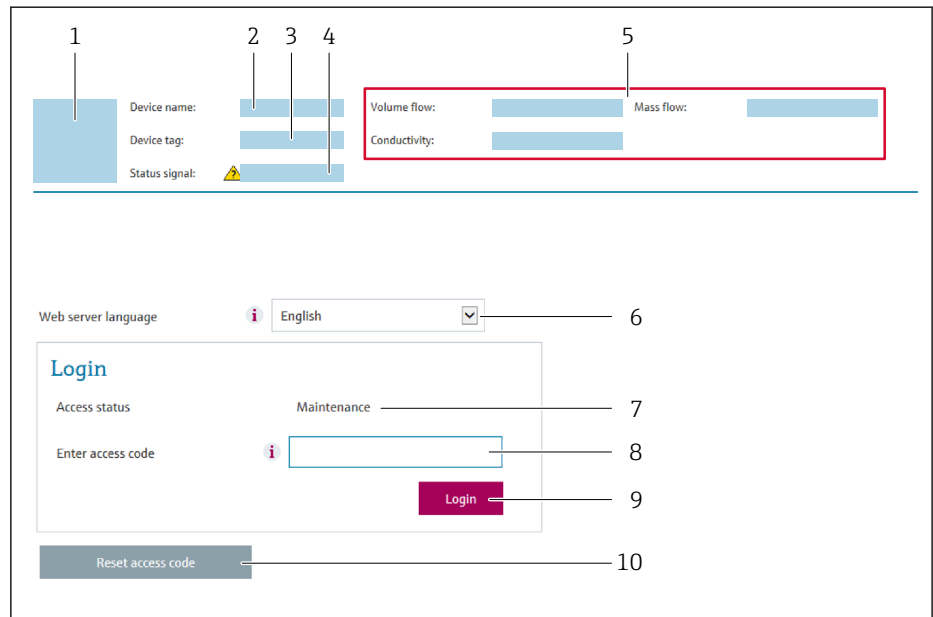 1 2 3 4 5
Device name: Volume flow: Mass flow:
Device tag: Conductivity:
Status signal: ?
Web server language i English 6
Login
Access status Maintenance 7
Enter access code i 8
Login 9
Reset access code 10